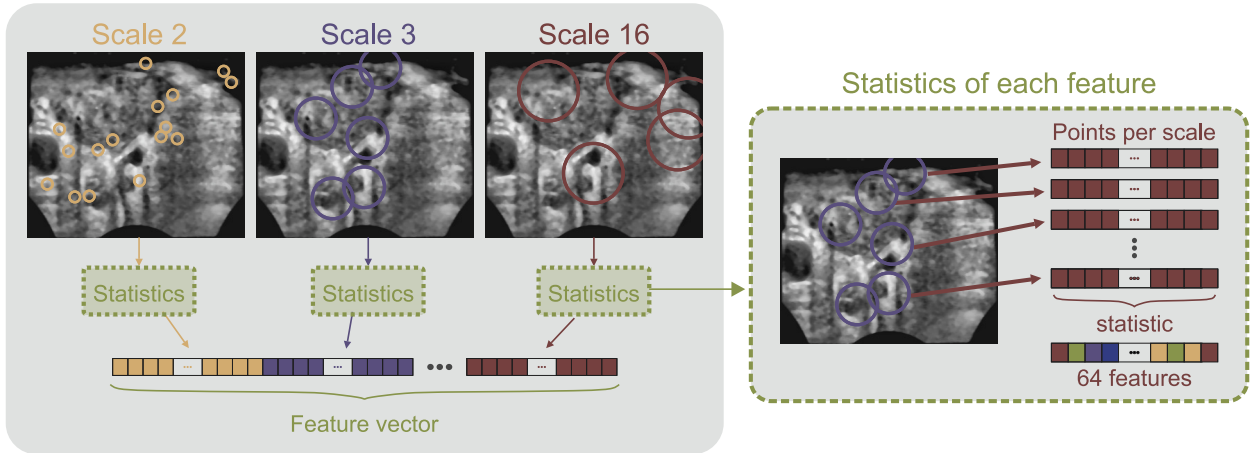 Scale 2
Scale 3
Scale 16
Statistics
Statistics
Statistics
Feature vector
Statistics of each feature
Points per scale
statistic
64 features